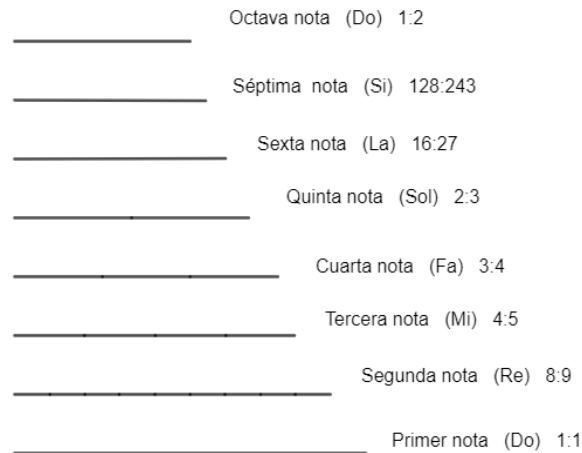 Octava nota (Do) 1:2
Séptima nota (Si) 128:243
Sexta nota (La) 16:27
Quinta nota (Sol) 2:3
Cuarta nota (Fa) 3:4
Tercera nota (Mi) 4:5
Segunda nota (Re) 8:9
Primer nota (Do) 1:1